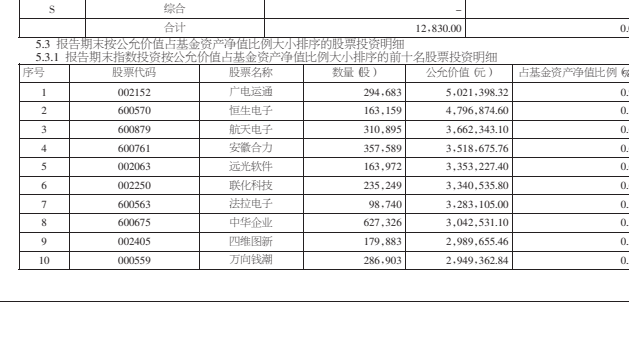 S 综合 –
合计 12,830.00 0.0
5.3 报告期末按公允价值占基金资产净值比例大小排序的股票投资明细
5.3.1 报告期末指数投资按公允价值占基金资产净值比例大小排序的前十名股票投资明细
序号 股票代码 股票名称 数量(股) 公允价值(元) 占基金资产净值比例(%
1 002152 广电运通 294,683 5,021,398.32 0.
2 600570 恒生电子 163,159 4,796,874.60 0.
3 600879 航天电子 310,895 3,662,343.10 0.
4 600761 安徽合力 357,589 3,518,675.76 0.
5 002063 远光软件 163,972 3,353,227.40 0.
6 002250 联化科技 235,249 3,340,535.80 0.
7 600563 法拉电子 98,740 3,283,105.00 0.
8 600675 中华企业 627,326 3,042,531.10 0.
9 002405 四维图新 179,883 2,989,655.46 0.
10 000559 万向钱潮 286,903 2,949,362.84 0.